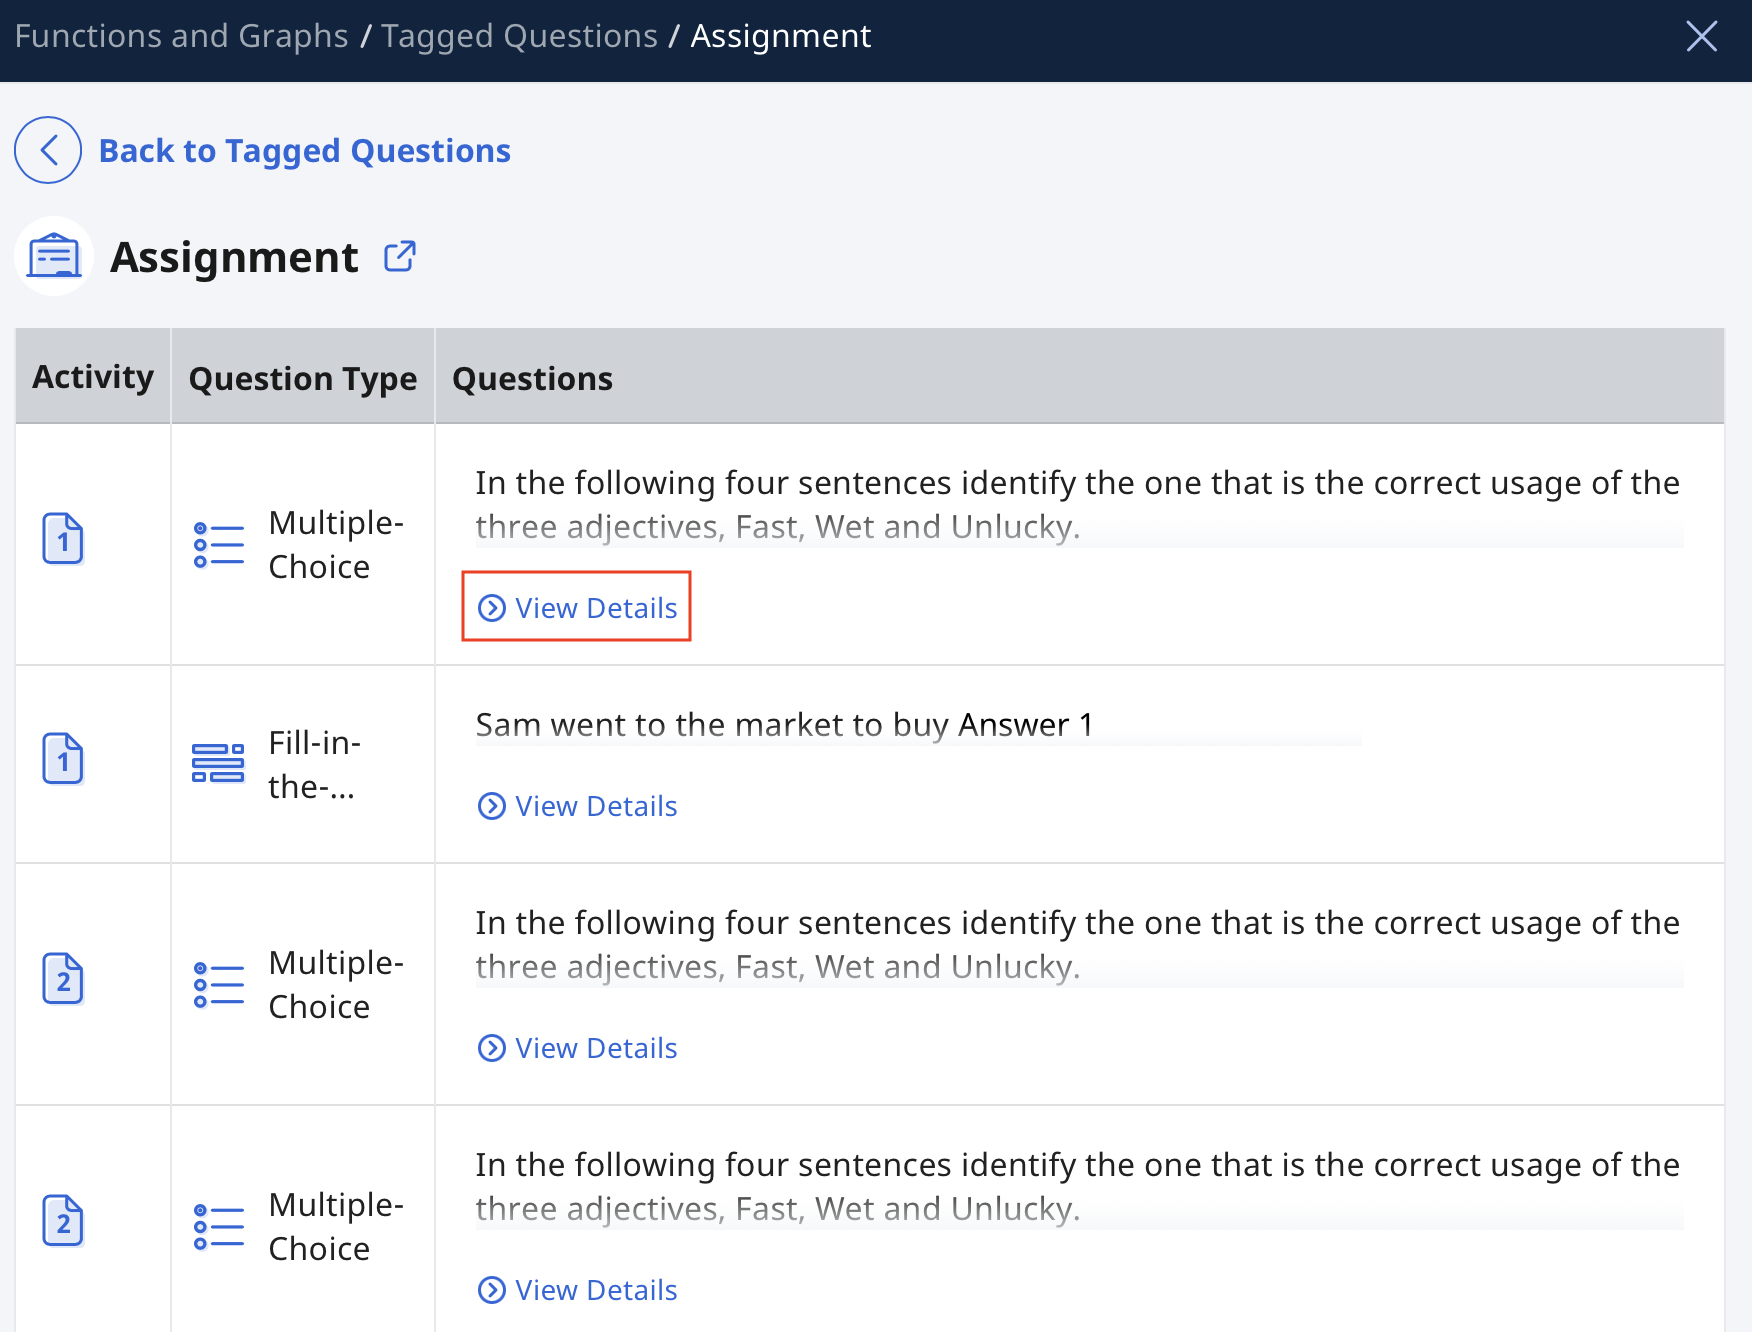 Functions and Graphs / Tagged Questions / Assignment
Back to Tagged Questions
Assignment
Activity Question Type Questions
1
Multiple-
Choice
In the following four sentences identify the one that is the correct usage of the
three adjectives, Fast, Wet and Unlucky.
View Details
1
Fill-in-
the-...
Sam went to the market to buy Answer 1
View Details
2
Multiple-
Choice
In the following four sentences identify the one that is the correct usage of the
three adjectives, Fast, Wet and Unlucky.
View Details
2
Multiple-
Choice
In the following four sentences identify the one that is the correct usage of the
three adjectives, Fast, Wet and Unlucky.
View Details